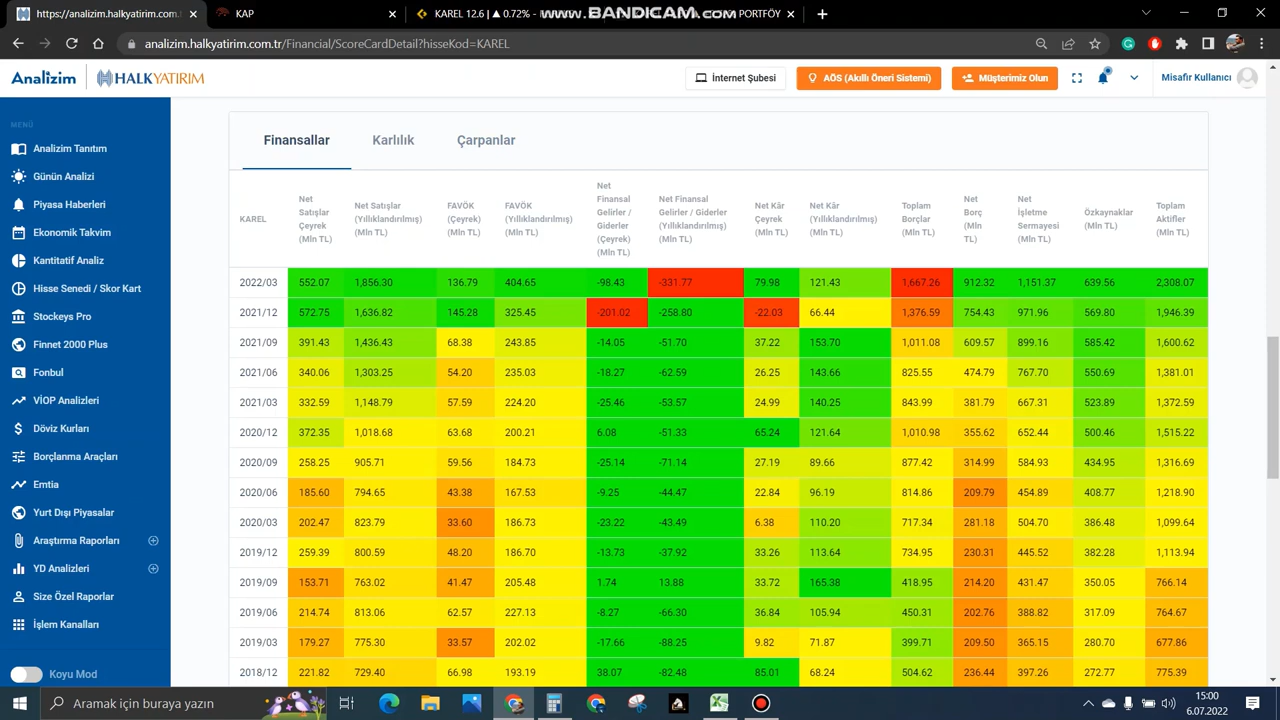 https://analizim.halkyatirim.com
KAP
KAREL 12.6 | ▲ 0.72%
PORTFÖY
www.BANDICAM.com
analizim.halkyatirim.com.tr/Financial/ScoreCardDetail?hisseKod=KAREL
Analizim HALKYATIRIM İnternet Şubesi AÖS (Akıllı Öneri Sistemi) Müşterimiz Olun Misafir Kullanıcı
MENÜ
Analizim Tanıtım
Günün Analizi
Piyasa Haberleri
Ekonomik Takvim
Kantitatif Analiz
Hisse Senedi / Skor Kart
Stockeys Pro
Finnet 2000 Plus
Fonbul
VİOP Analizleri
Döviz Kurları
Borçlanma Araçları
Emtia
Yurt Dışı Piyasalar
Araştırma Raporları
YD Analizleri
Size Özel Raporlar
İşlem Kanalları
Koyu Mod
Finansallar Karlılık Çarpanlar
KAREL
Net
Satışlar
Çeyrek
(Mln TL)
Net Satışlar
(Yıllıklandırılmış)
(Mln TL)
FAVÖK
(Çeyrek)
(Mln TL)
FAVÖK
(Yıllıklandırılmış)
(Mln TL)
Net
Finansal
Gelirler /
Giderler
(Çeyrek)
(Mln TL)
Net Finansal
Gelirler / Giderler
(Yıllıklandırılmış)
(Mln TL)
Net Kâr
Çeyrek
(Mln TL)
Net Kâr
(Yıllıklandırılmış)
(Mln TL)
Toplam
Borçlar
(Mln TL)
Net
Borç
(Mln
TL)
Net
İşletme
Sermayesi
(Mln TL)
Özkaynaklar
(Mln TL)
Toplam
Aktifler
(Mln TL)
2022/03 552.07 1,856.30 136.79 404.65 -98.43 -331.77 79.98 121.43 1,667.26 912.32 1,151.37 639.56 2,308.07
2021/12 572.75 1,636.82 145.28 325.45 -201.02 -258.80 -22.03 66.44 1,376.59 754.43 971.96 569.80 1,946.39
2021/09 391.43 1,436.43 68.38 243.85 -14.05 -51.70 37.22 153.70 1,011.08 609.57 899.16 585.42 1,600.62
2021/06 340.06 1,303.25 54.20 235.03 -18.27 -62.59 26.25 143.66 825.55 474.79 767.70 550.69 1,381.01
2021/03 332.59 1,148.79 57.59 224.20 -25.46 -53.57 24.99 140.25 843.99 381.79 667.31 523.89 1,372.59
2020/12 372.35 1,018.68 63.68 200.21 6.08 -51.33 65.24 121.64 1,010.98 355.62 652.44 500.46 1,515.22
2020/09 258.25 905.71 59.56 184.73 -25.14 -71.14 27.19 89.66 877.42 314.99 584.93 434.95 1,316.69
2020/06 185.60 794.65 43.38 167.53 -9.25 -44.47 22.84 96.19 814.86 209.79 454.89 408.77 1,218.90
2020/03 202.47 823.79 33.60 186.73 -23.22 -43.49 6.38 110.20 717.34 281.18 504.70 386.48 1,099.64
2019/12 259.39 800.59 48.20 186.70 -13.73 -37.92 33.26 113.64 734.95 230.31 445.52 382.28 1,113.94
2019/09 153.71 763.02 41.47 205.48 1.74 13.88 33.72 165.38 418.95 214.20 431.47 350.05 766.14
2019/06 214.74 813.06 62.57 227.13 -8.27 -66.30 36.84 105.94 450.31 202.76 388.82 317.09 764.67
2019/03 179.27 775.30 33.57 202.02 -17.66 -88.25 9.82 71.87 399.71 209.50 365.15 280.70 677.86
2018/12 221.82 729.40 66.98 193.19 38.07 -82.48 85.01 68.24 504.62 236.44 397.26 272.77 775.39
Aramak için buraya yazın
15:00
6.07.2022